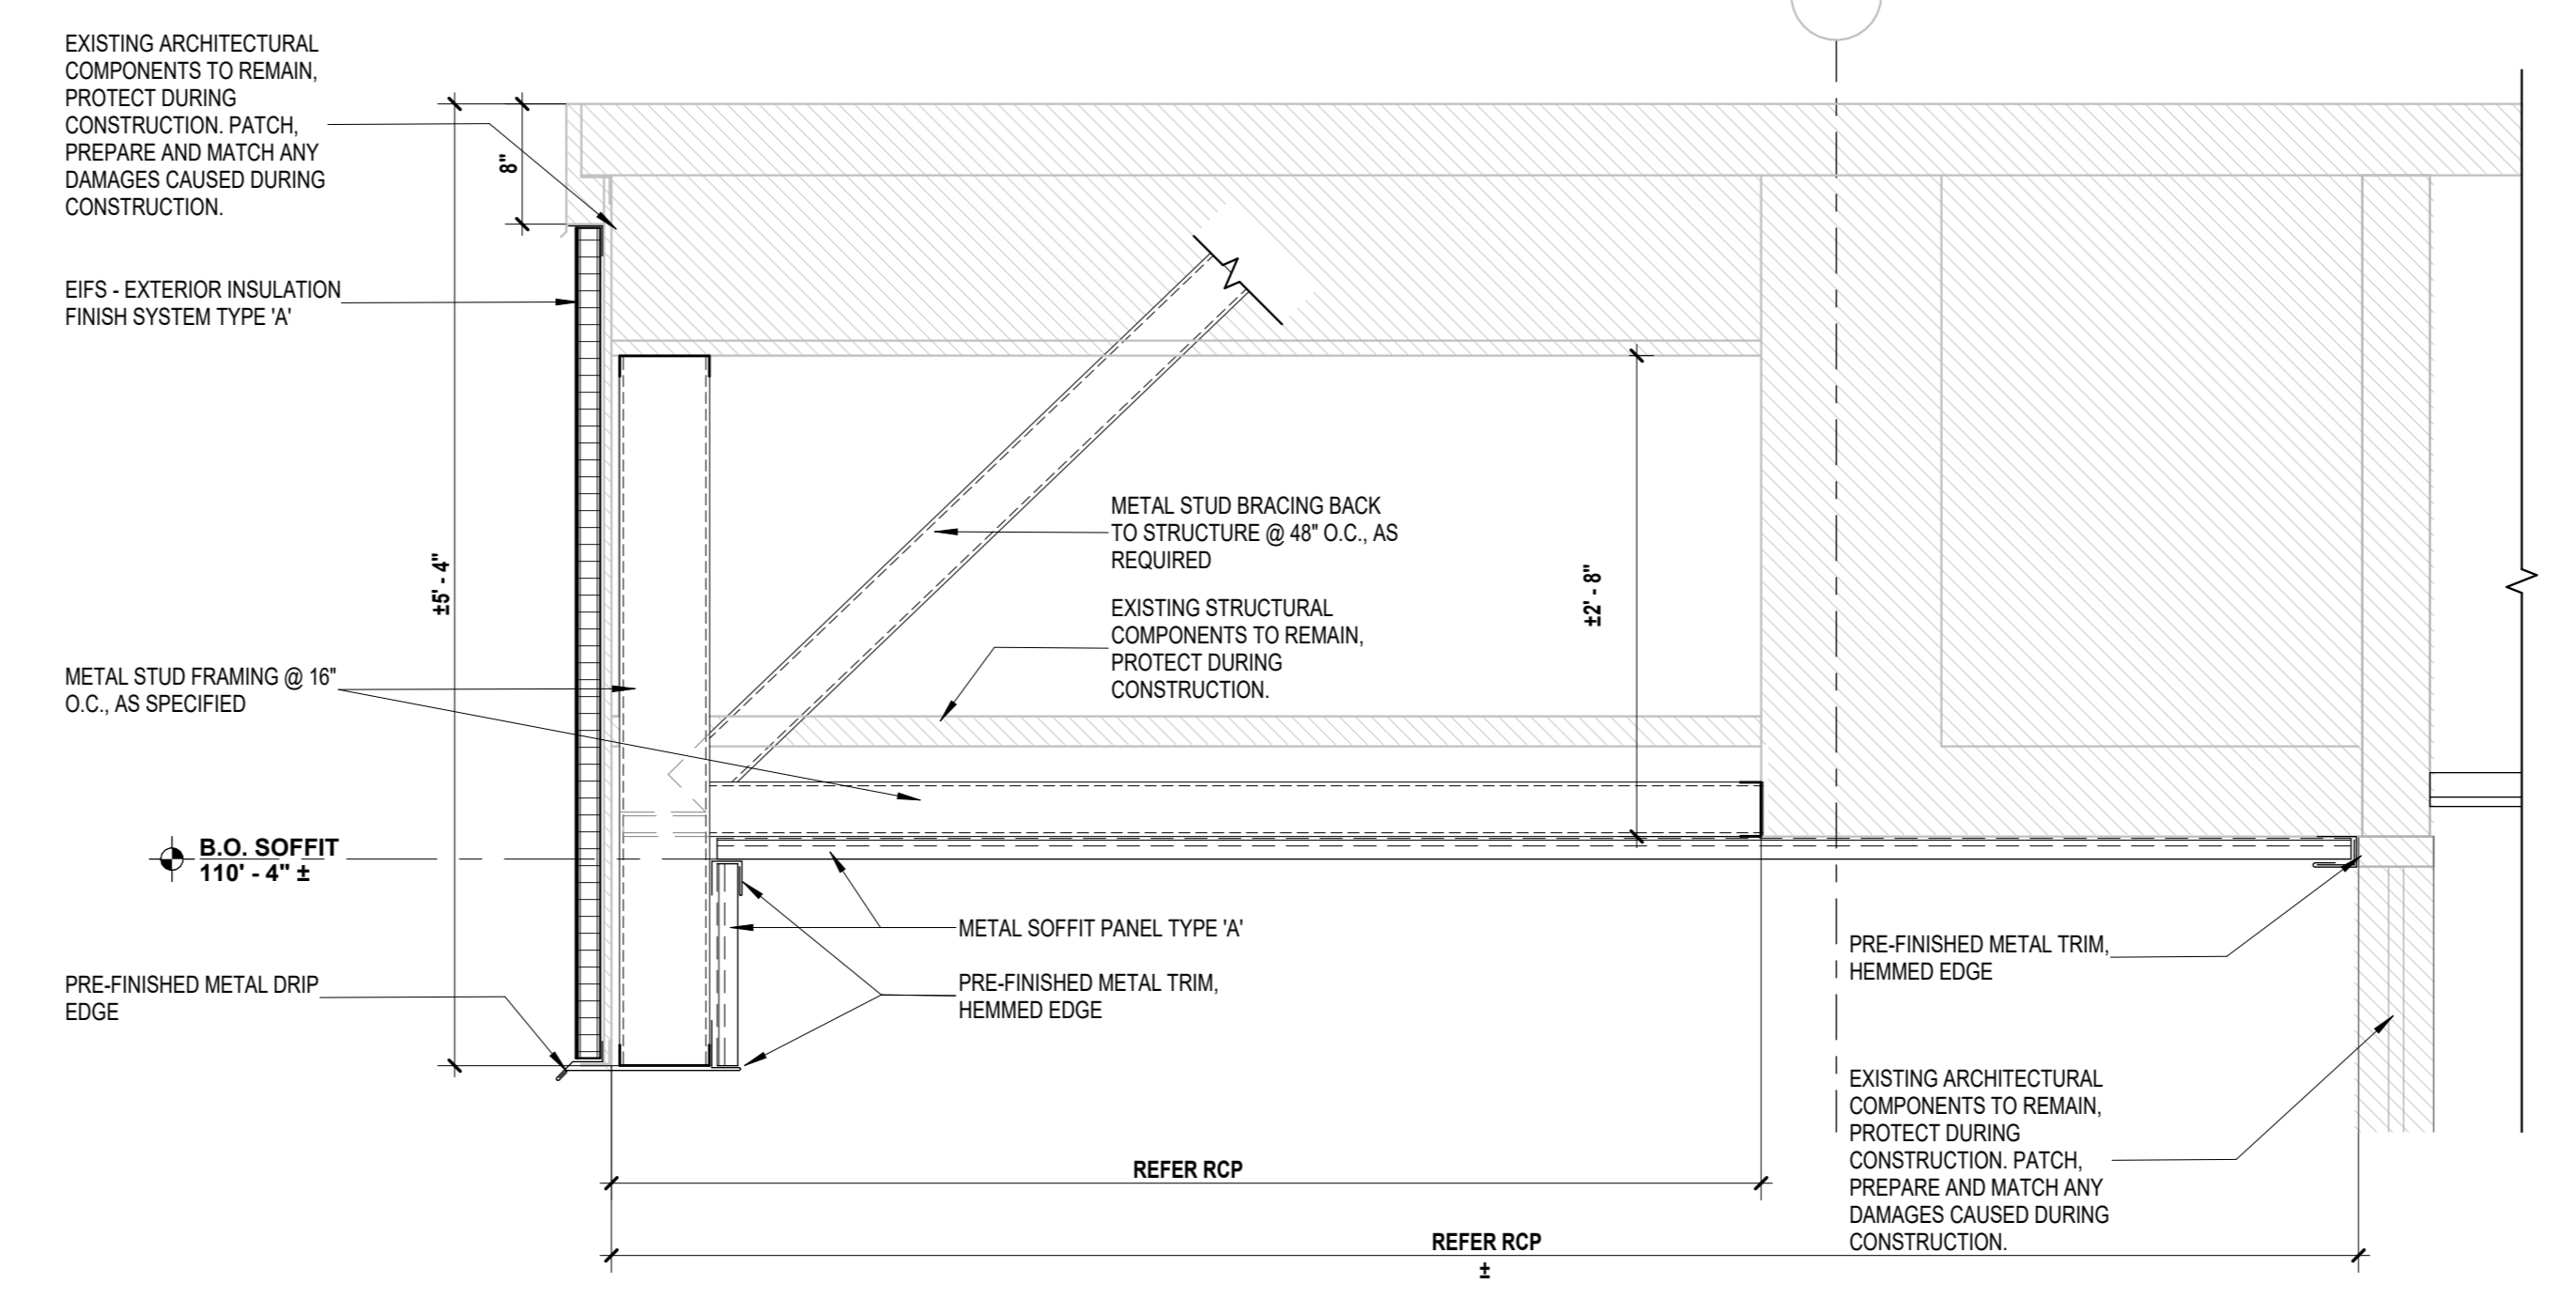 EXISTING ARCHITECTURAL
COMPONENTS TO REMAIN,
PROTECT DURING
CONSTRUCTION. PATCH,
PREPARE AND MATCH ANY
DAMAGES CAUSED DURING
CONSTRUCTION.
8"
EIFS - EXTERIOR INSULATION
FINISH SYSTEM TYPE 'A'
±5' - 4"
METAL STUD FRAMING @ 16"
O.C., AS SPECIFIED
B.O. SOFFIT
110' - 4" ±
PRE-FINISHED METAL DRIP
EDGE
METAL STUD BRACING BACK
TO STRUCTURE @ 48" O.C., AS
REQUIRED
EXISTING STRUCTURAL
COMPONENTS TO REMAIN,
PROTECT DURING
CONSTRUCTION.
±2' - 8"
METAL SOFFIT PANEL TYPE 'A'
PRE-FINISHED METAL TRIM,
HEMMED EDGE
PRE-FINISHED METAL TRIM,
HEMMED EDGE
EXISTING ARCHITECTURAL
COMPONENTS TO REMAIN,
PROTECT DURING
CONSTRUCTION. PATCH,
PREPARE AND MATCH ANY
DAMAGES CAUSED DURING
CONSTRUCTION.
REFER RCP
REFER RCP
±